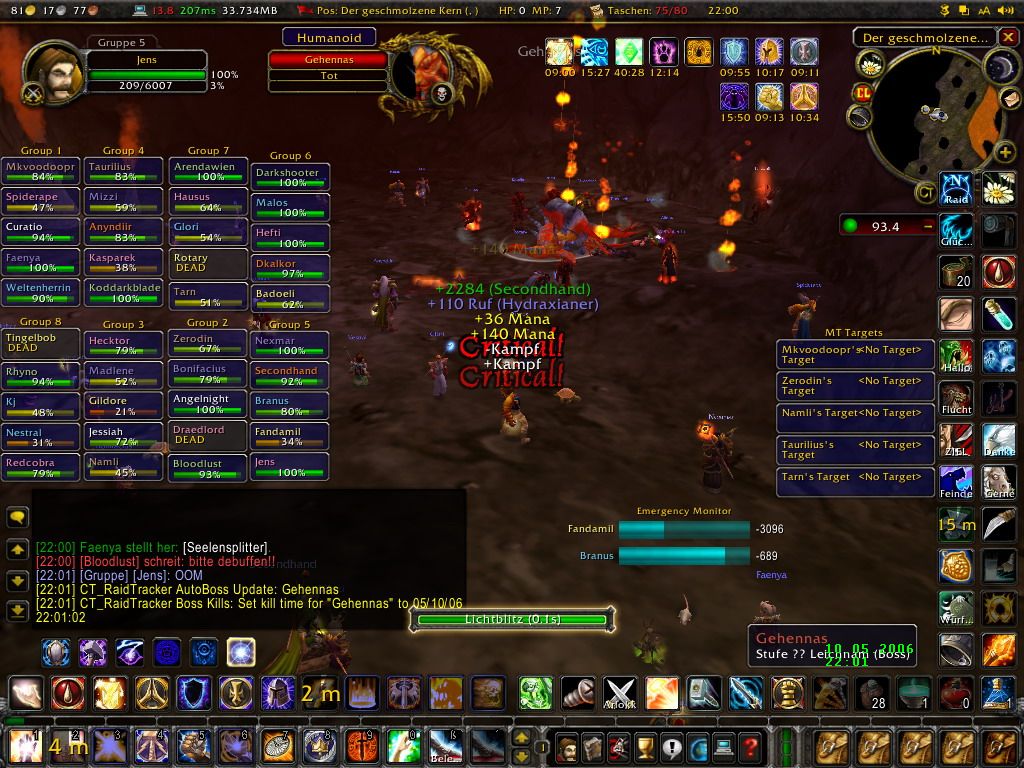 81 17 77 13.8 207ms 33.734MB Pos: Der geschmolzene Kern (, ) HP: 0 MP: 7 Taschen: 75/80 22:00
Gruppe 5
Jens
100%
209/6007 3%
Humanoid
Gehennas
Tot
09:00 15:27 40:28 12:14 09:55 10:17 09:11
15:50 09:13 10:34
Der geschmolzene...
N
CL
CT
93.4
Group 1
Mkvoodoopr
84%
Spiderape
47%
Curatio
94%
Faenya
100%
Weltenherrin
90%
Group 4
Taurilius
83%
Mizzi
59%
Anyndiir
83%
Kasparek
38%
Koddarkblade
100%
Group 7
Arendawien
100%
Hausus
64%
Glori
54%
Rotary
DEAD
Tarn
51%
Group 6
Darkshooter
100%
Malos
100%
Hefti
100%
Dkalkor
97%
Badoeli
62%
Group 8
Tingelbob
DEAD
Rhyno
94%
Kj
48%
Nestral
31%
Redcobra
79%
Group 3
Hecktor
79%
Madlene
52%
Gildore
21%
Jessiah
72%
Namli
45%
Group 2
Zerodin
67%
Bonifacius
79%
Angelnight
100%
Draedlord
DEAD
Bloodlust
93%
Group 5
Nexmar
100%
Secondhand
92%
Branus
80%
Fandamil
34%
Jens
100%
+140 Mana
+2284 (Secondhand)
+110 Ruf (Hydraxianer)
+36 Mana
+140 Mana
-Kampf
+Kampf
Critical!
Critical!
Nexmar
MT Targets
Mkvoodoopr's Target <No Target>
Zerodin's Target <No Target>
Namli's Target <No Target>
Taurilius's Target <No Target>
Tarn's Target <No Target>
Emergency Monitor
Fandamil -3096
Branus -689
Faenya
[22:00] Faenya stellt her: [Seelensplitter].
[22:00] [Bloodlust] schreit: bitte debuffen!!
[22:01] [Gruppe] [Jens]: OOM
[22:01] CT_RaidTracker AutoBoss Update: Gehennas
[22:01] CT_RaidTracker Boss Kills: Set kill time for "Gehennas" to 05/10/06
22:01:02
Lichtblitz (0.1s)
Gehennas
Stufe ?? Leichnam (Boss)
10.05.2006
22:01
Raid
20
Hallo
Flucht
ZIEL
Danke
Feinde
Gerne
15 m
Würf...
2 m
Arlokk
28
1
0
1
4 m
Bele...